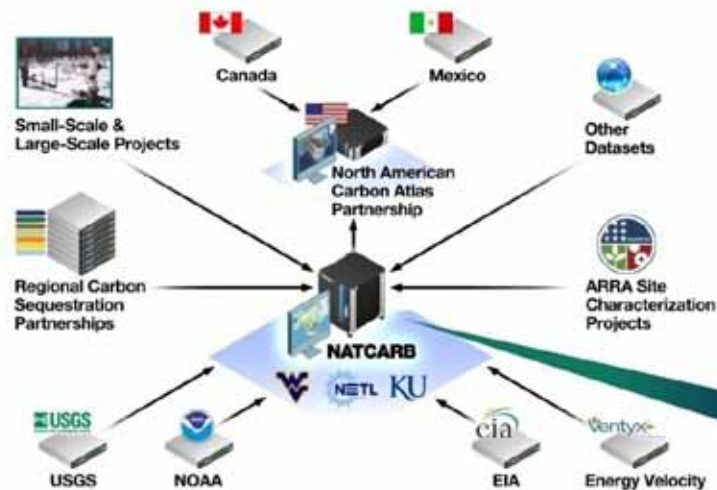 Canada
Mexico
Small-Scale &
Large-Scale Projects
Other
Datasets
North American
Carbon Atlas
Partnership
Regional Carbon
Sequestration
Partnerships
ARRA Site
Characterization
Projects
NATCARB
WV
NETL
KU
USGS
eia
Ventyx
USGS
NOAA
EIA
Energy Velocity